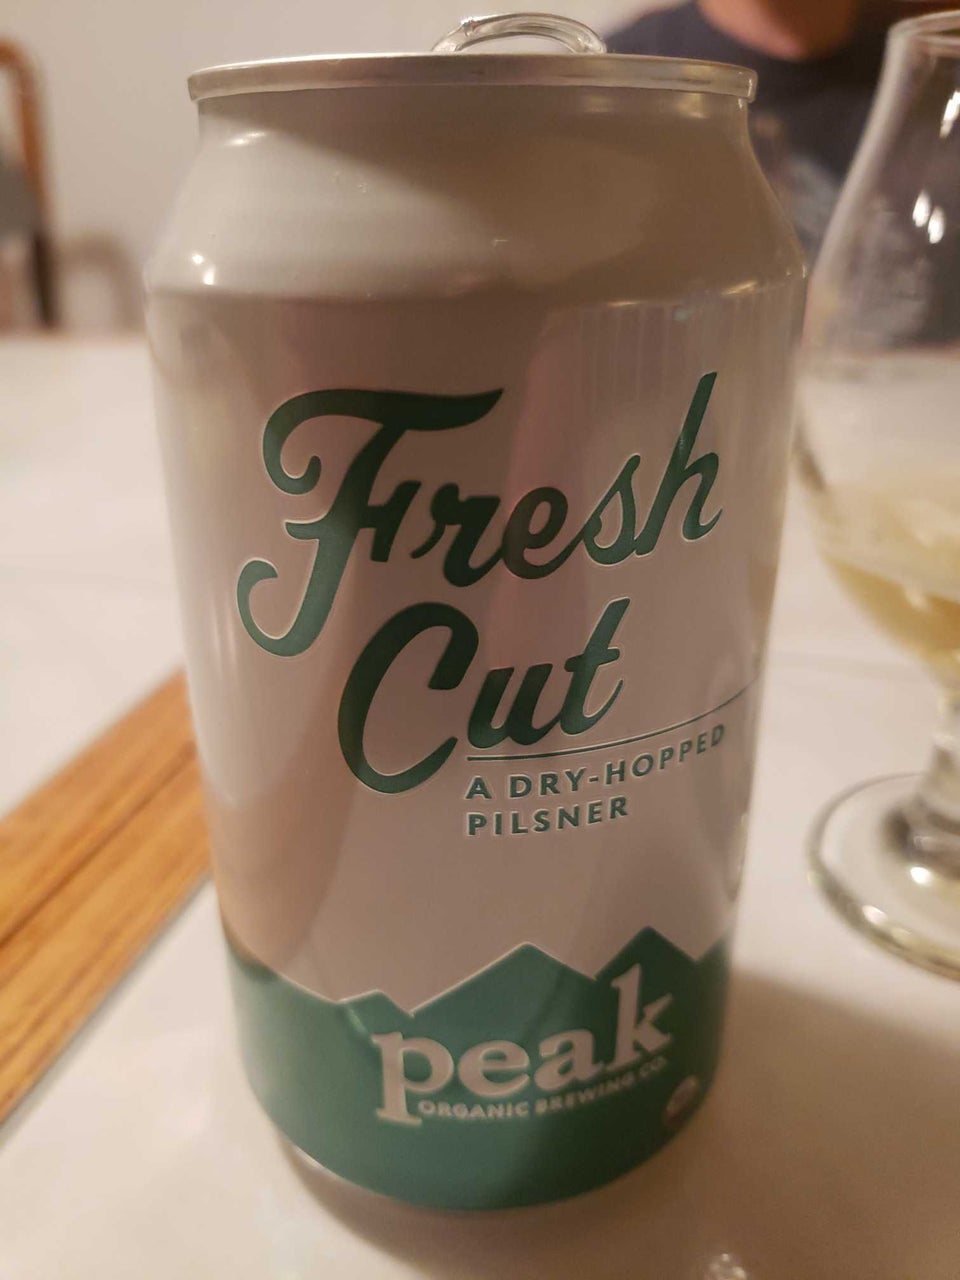 Fresh
Cut
A DRY-HOPPED
PILSNER
peak
ORGANIC BREWING CO.